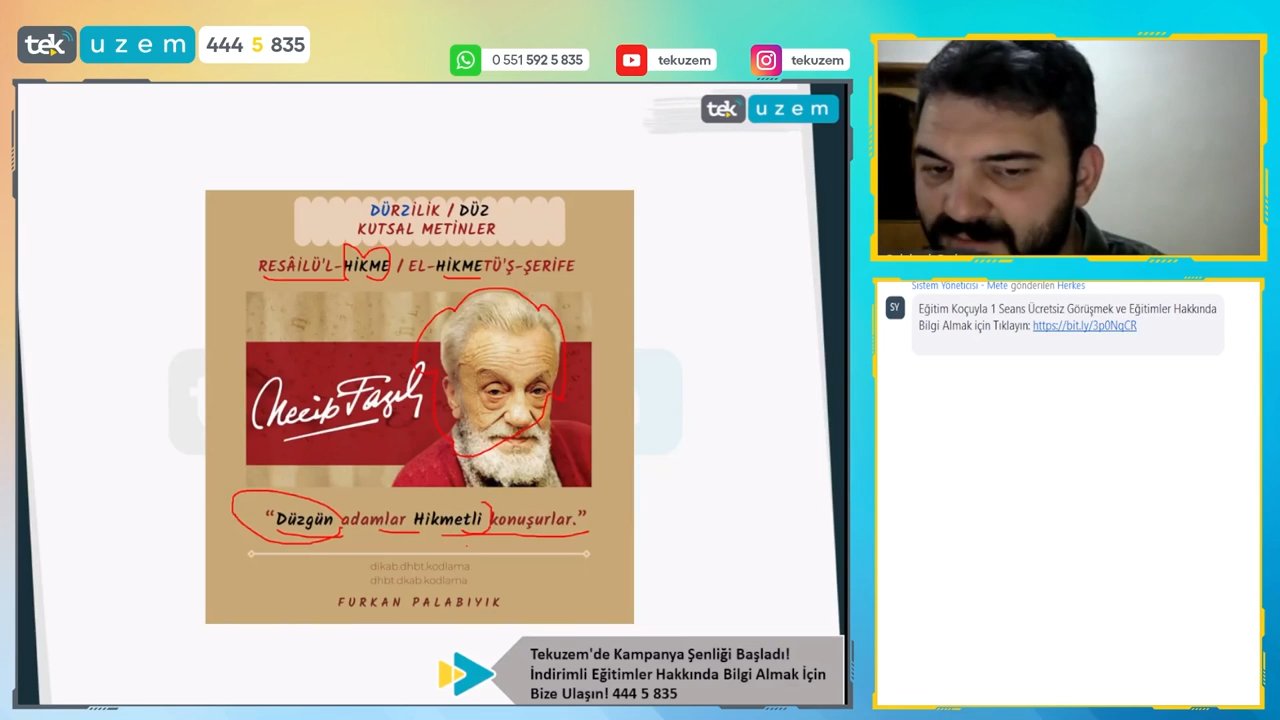 tek uzem 444 5 835
0 551 592 5 835
tekuzem
tekuzem
tek uzem
DÜRZİLİK / DÜZ
KUTSAL METİNLER
RESÂİLÜ'L-HİKME / EL-HİKMETÜ'Ş-ŞERİFE
Necip Fazıl
“Düzgün adamlar Hikmetli konuşurlar.”
dikab.dhbt.kodlama
dhbt.dkab.kodlama
FURKAN PALABIYIK
Tekuzem'de Kampanya Şenliği Başladı!
İndirimli Eğitimler Hakkında Bilgi Almak İçin
Bize Ulaşın! 444 5 835
Sistem Yöneticisi - Mete gönderilen Herkes
SY
Eğitim Koçuyla 1 Seans Ücretsiz Görüşmek ve Eğitimler Hakkında
Bilgi Almak için Tıklayın: https://bit.ly/3p0NqCR